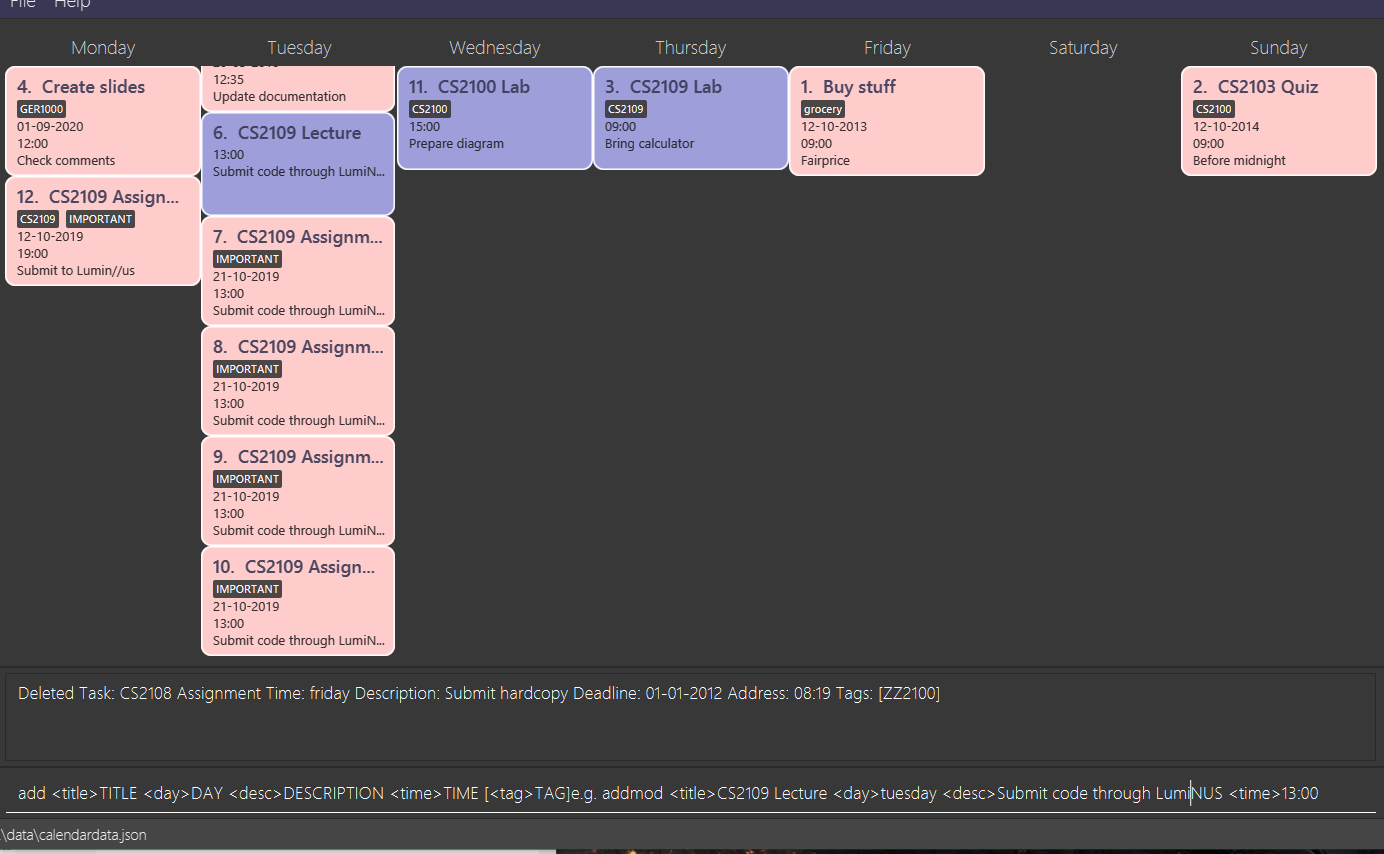 File Help
Monday Tuesday Wednesday Thursday Friday Saturday Sunday
4. Create slides
GER1000
01-09-2020
12:00
Check comments
12. CS2109 Assign...
CS2109 IMPORTANT
12-10-2019
19:00
Submit to Lumin//us
12:35
Update documentation
6. CS2109 Lecture
13:00
Submit code through LumiN...
7. CS2109 Assignm...
IMPORTANT
21-10-2019
13:00
Submit code through LumiN...
8. CS2109 Assignm...
IMPORTANT
21-10-2019
13:00
Submit code through LumiN...
9. CS2109 Assignm...
IMPORTANT
21-10-2019
13:00
Submit code through LumiN...
10. CS2109 Assign...
IMPORTANT
21-10-2019
13:00
Submit code through LumiN...
11. CS2100 Lab
CS2100
15:00
Prepare diagram
3. CS2109 Lab
CS2109
09:00
Bring calculator
1. Buy stuff
grocery
12-10-2013
09:00
Fairprice
2. CS2103 Quiz
CS2100
12-10-2014
09:00
Before midnight
Deleted Task: CS2108 Assignment Time: friday Description: Submit hardcopy Deadline: 01-01-2012 Address: 08:19 Tags: [ZZ2100]
add <title>TITLE <day>DAY <desc>DESCRIPTION <time>TIME [<tag>TAG]e.g. addmod <title>CS2109 Lecture <day>tuesday <desc>Submit code through LumiNUS <time>13:00
.\data\calendardata.json